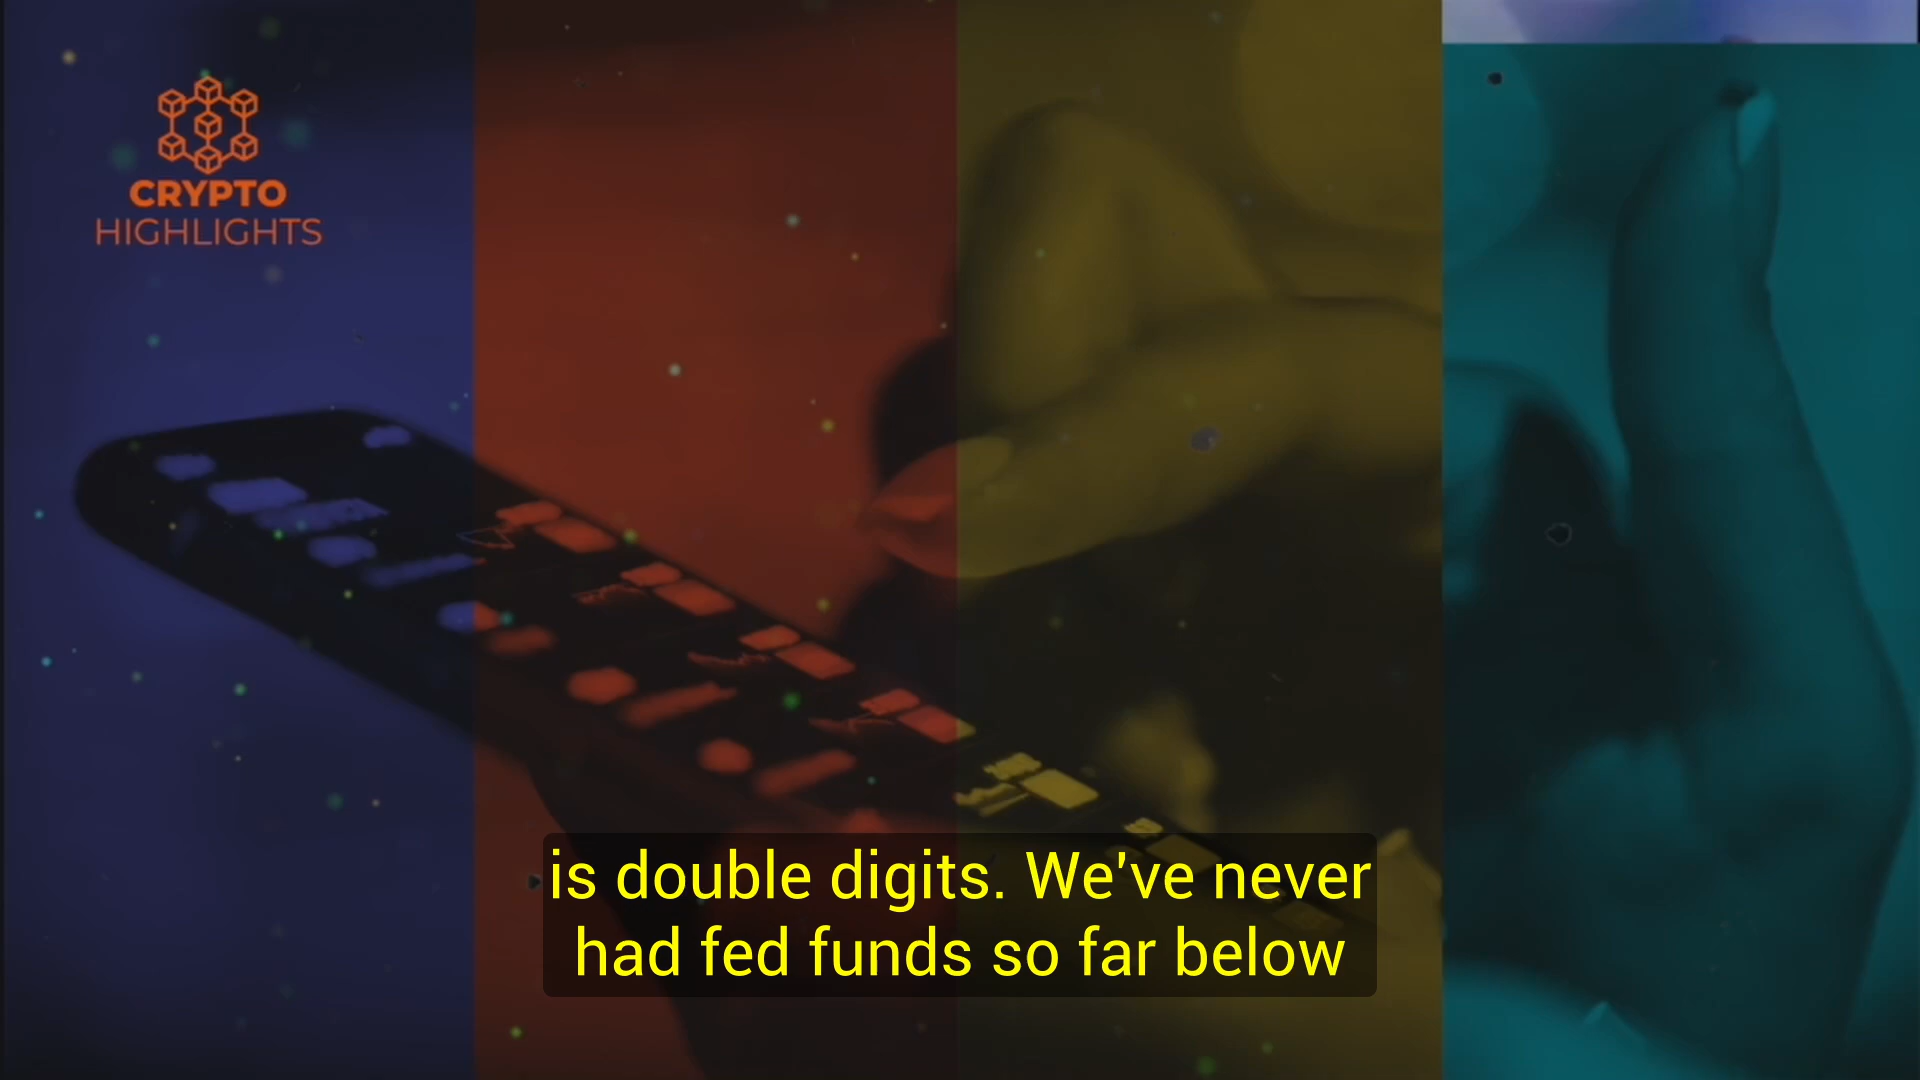 CRYPTO
HIGHLIGHTS
is double digits. We've never
had fed funds so far below